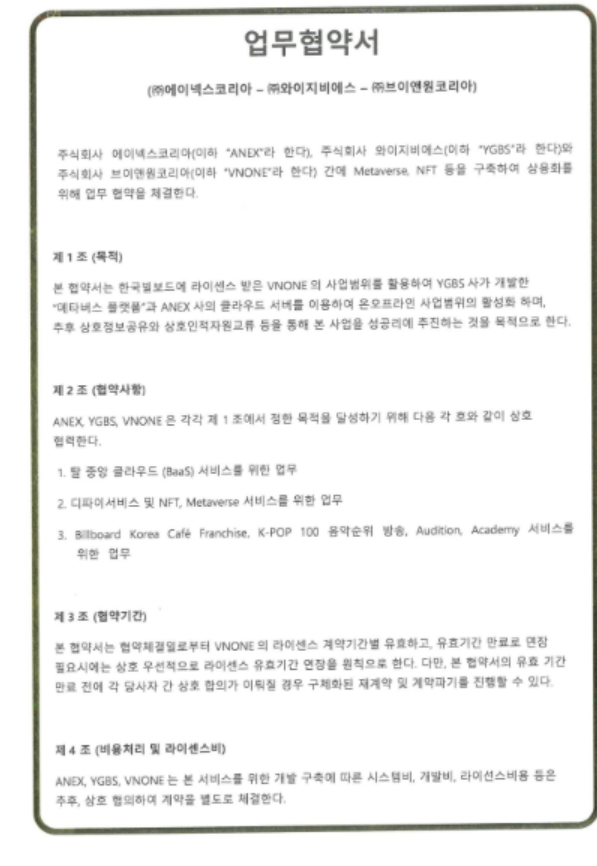 업무협약서
(㈜에이넥스코리아 – ㈜와이지비에스 – ㈜브이앤원코리아)
주식회사 에이넥스코리아(이하 "ANEX"라 한다), 주식회사 와이지비에스(이하 "YGBS"라 한다)와
주식회사 브이앤원코리아(이하 "VNONE"라 한다) 간에 Metaverse, NFT 등을 구축하여 상용화를
위해 업무 협약을 체결한다.
제 1 조 (목적)
본 협약서는 한국빌보드에 라이센스 받은 VNONE 의 사업범위를 활용하여 YGBS 사가 개발한
"메타버스 플랫폼"과 ANEX 사의 클라우드 서버를 이용하여 온오프라인 사업범위의 활성화 하며,
추후 상호정보공유와 상호인적자원교류 등을 통해 본 사업을 성공리에 추진하는 것을 목적으로 한다.
제 2 조 (협약사항)
ANEX, YGBS, VNONE 은 각각 제 1 조에서 정한 목적을 달성하기 위해 다음 각 호와 같이 상호
협력한다.
1. 탈 중앙 클라우드 (BaaS) 서비스를 위한 업무
2. 디파이서비스 및 NFT, Metaverse 서비스를 위한 업무
3. Billboard Korea Café Franchise, K-POP 100 음악순위 방송, Audition, Academy 서비스를
위한 업무
제 3 조 (협약기간)
본 협약서는 협약체결일로부터 VNONE 의 라이센스 계약기간별 유효하고, 유효기간 만료로 연장
필요시에는 상호 우선적으로 라이센스 유효기간 연장을 원칙으로 한다. 다만, 본 협약서의 유효 기간
만료 전에 각 당사자 간 상호 합의가 이뤄질 경우 구체화된 재계약 및 계약파기를 진행할 수 있다.
제 4 조 (비용처리 및 라이센스비)
ANEX, YGBS, VNONE 는 본 서비스를 위한 개발 구축에 따른 시스템비, 개발비, 라이선스비용 등은
추후, 상호 협의하여 계약을 별도로 체결한다.